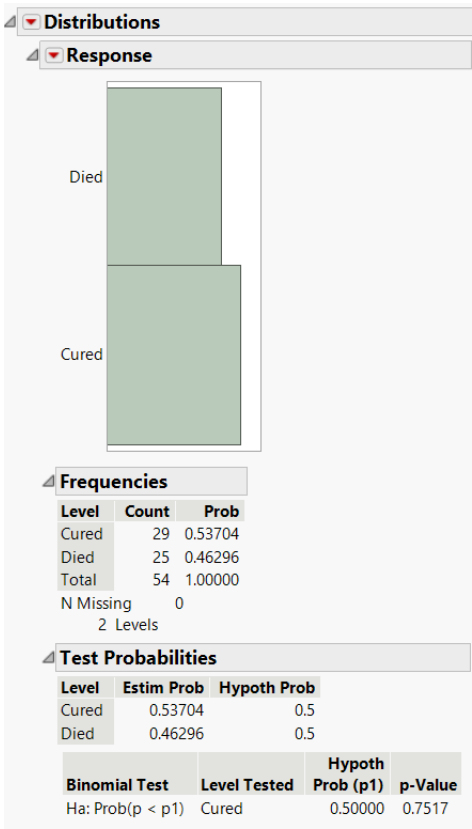 Distributions
Response
Died
Cured
Frequencies
Level Count Prob
Cured 29 0.53704
Died 25 0.46296
Total 54 1.00000
N Missing 0
2 Levels
Test Probabilities
Level Estim Prob Hypoth Prob
Cured 0.53704 0.5
Died 0.46296 0.5
Hypoth
Binomial Test Level Tested Prob (p1) p-Value
Ha: Prob(p < p1) Cured 0.50000 0.7517